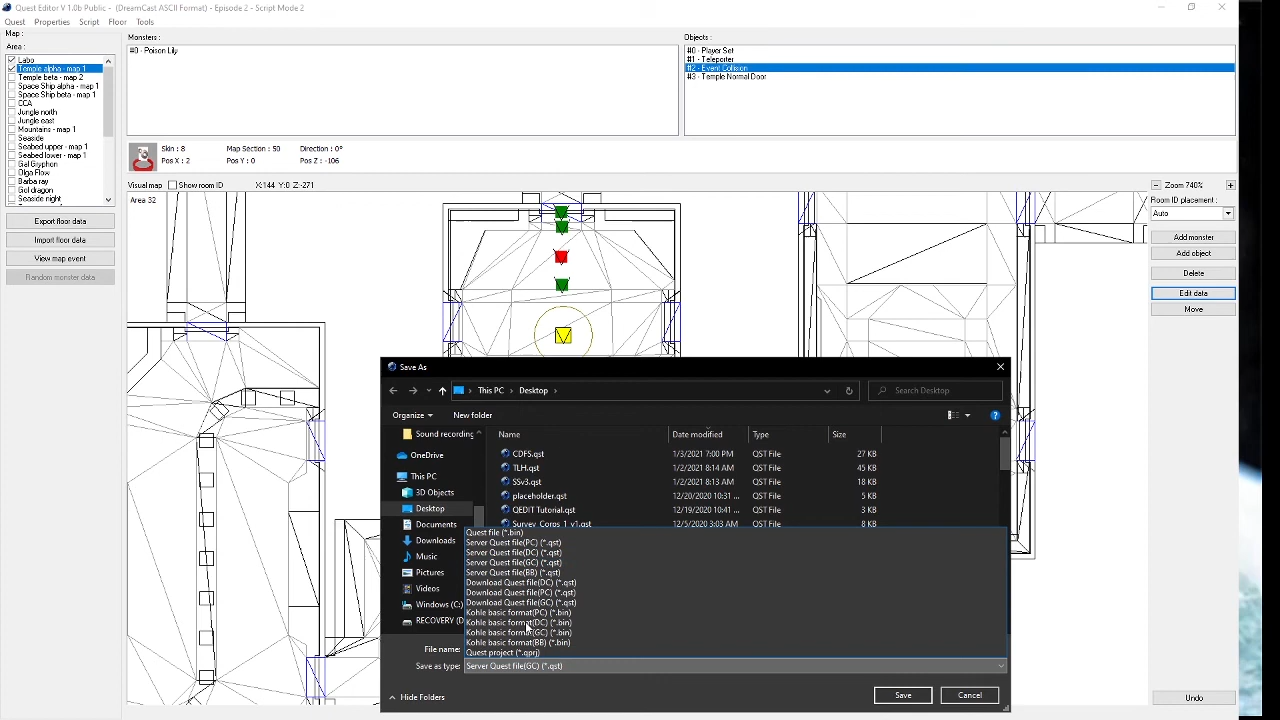 Quest Editor V 1.0b Public - (DreamCast ASCII Format) - Episode 2 - Script Mode 2
Quest Properties Script Floor Tools
Map :
Area :
Labo
Temple alpha - map 1
Temple beta - map 2
Space Ship alpha - map 1
Space Ship beta - map 1
CCA
Jungle north
Jungle east
Mountains - map 1
Seaside
Seabed upper - map 1
Seabed lower - map 1
Gal Gryphon
Olga Flow
Barba ray
Gol dragon
Seaside night
Export floor data
Import floor data
View map event
Random monster data
Monsters:
#0 - Poison Lily
Objects:
#0 - Player Set
#1 - Teleporter
#2 - Event Collision
#3 - Temple Normal Door
Skin : 8 Map Section : 50 Direction : 0°
Pos X : 2 Pos Y : 0 Pos Z : -106
Visual map Show room ID X:144 Y:0 Z:-271
Area 32
- Zoom 740% +
Room ID placement :
Auto
Add monster
Add object
Delete
Edit data
Move
Undo
Save As
This PC > Desktop >
Search Desktop
Organize New folder
Sound recording
OneDrive
This PC
3D Objects
Desktop
Documents
Downloads
Music
Pictures
Videos
Windows (C:)
RECOVERY (D
Name Date modified Type Size
CDFS.qst 1/3/2021 7:00 PM QST File 27 KB
TLH.qst 1/2/2021 8:14 AM QST File 45 KB
SSv3.qst 1/2/2021 8:13 AM QST File 18 KB
placeholder.qst 12/20/2020 10:31 ... QST File 5 KB
QEDIT Tutorial.qst 12/19/2020 10:41 ... QST File 3 KB
Survey_Corps_1_v1.qst 12/5/2020 3:03 AM QST File 8 KB
Quest file (*.bin)
Server Quest file(PC) (*.qst)
Server Quest file(DC) (*.qst)
Server Quest file(GC) (*.qst)
Server Quest file(BB) (*.qst)
Download Quest file(DC) (*.qst)
Download Quest file(PC) (*.qst)
Download Quest file(GC) (*.qst)
Kohle basic format(PC) (*.bin)
Kohle basic format(DC) (*.bin)
Kohle basic format(GC) (*.bin)
Kohle basic format(BB) (*.bin)
Quest project (*.qprj)
File name:
Save as type: Server Quest file(GC) (*.qst)
Hide Folders
Save
Cancel